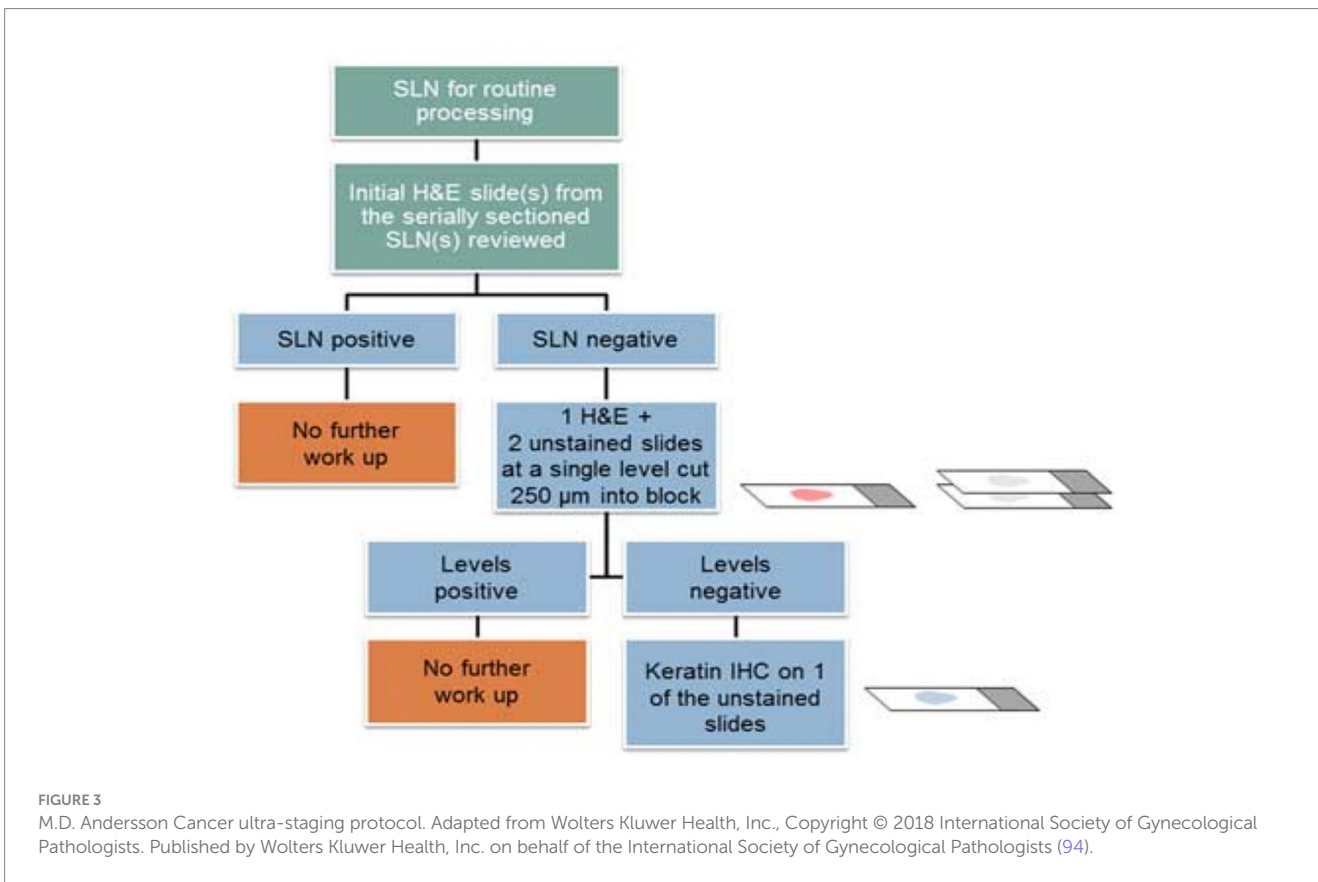 SLN for routine
processing
Initial H&E slide(s) from
the serially sectioned
SLN(s) reviewed
SLN positive
SLN negative
No further
work up
1 H&E +
2 unstained slides
at a single level cut
250 µm into block
Levels
positive
Levels
negative
No further
work up
Keratin IHC on 1
of the unstained
slides
FIGURE 3
M.D. Andersson Cancer ultra-staging protocol. Adapted from Wolters Kluwer Health, Inc., Copyright © 2018 International Society of Gynecological
Pathologists. Published by Wolters Kluwer Health, Inc. on behalf of the International Society of Gynecological Pathologists (94).